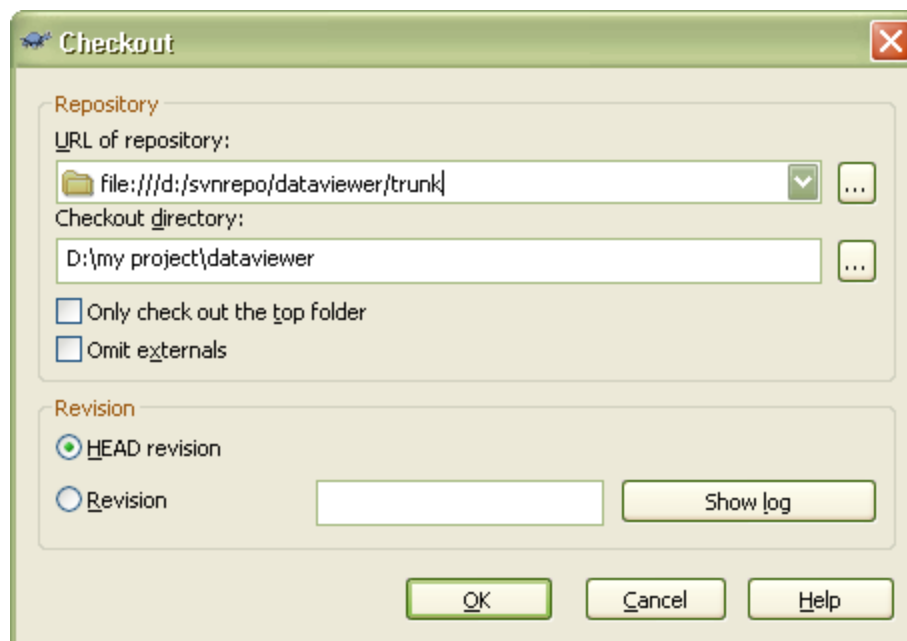 Checkout
Repository
URL of repository:
file:///d:/svnrepo/dataviewer/trunk
...
Checkout directory:
D:\my project\dataviewer
...
Only check out the top folder
Omit externals
Revision
HEAD revision
Revision
Show log
OK Cancel Help